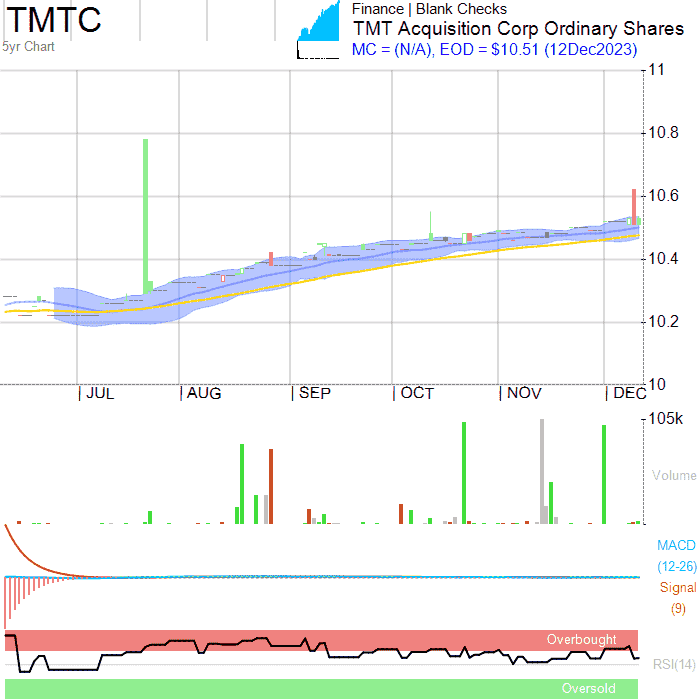 TMTC
5yr Chart
Finance | Blank Checks
TMT Acquisition Corp Ordinary Shares
MC = (N/A), EOD = $10.51 (12Dec2023)
11
10.8
10.6
10.4
10.2
10
| JUL | AUG | SEP | OCT | NOV | DEC
105k
Volume
MACD
(12-26)
Signal
(9)
Overbought
RSI(14)
Oversold